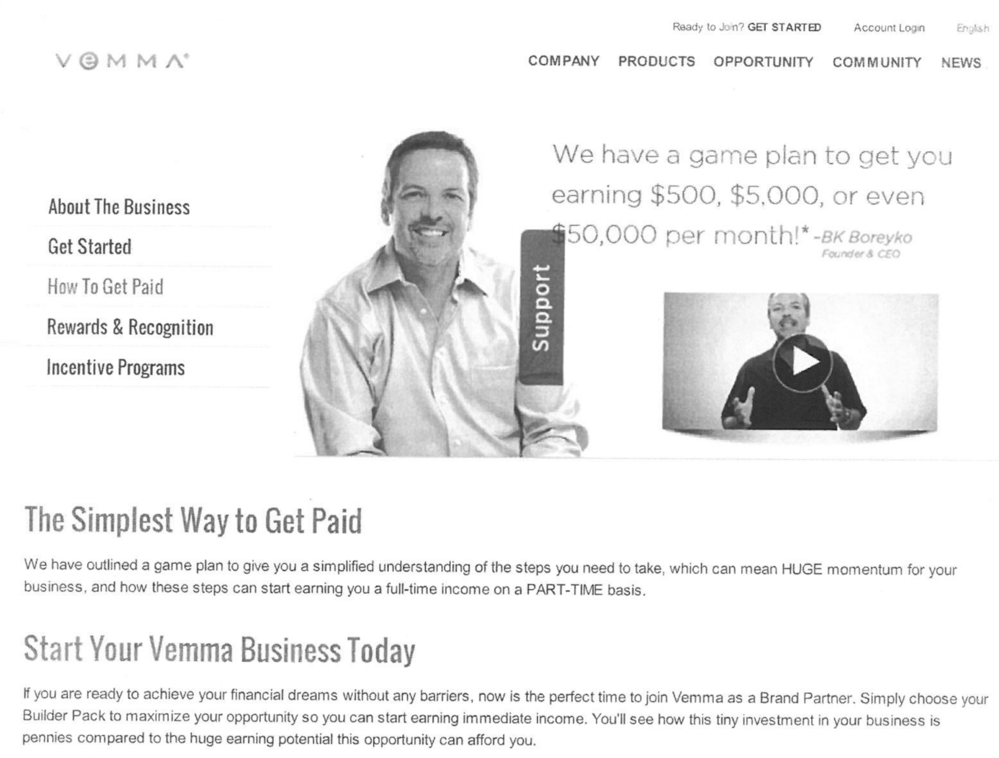 Ready to Join? GET STARTED Account Login English
VEMMA®
COMPANY PRODUCTS OPPORTUNITY COMMUNITY NEWS
About The Business
Get Started
How To Get Paid
Rewards & Recognition
Incentive Programs
We have a game plan to get you
earning $500, $5,000, or even
$50,000 per month!* -BK Boreyko
Founder & CEO
Support
The Simplest Way to Get Paid
We have outlined a game plan to give you a simplified understanding of the steps you need to take, which can mean HUGE momentum for your
business, and how these steps can start earning you a full-time income on a PART-TIME basis.
Start Your Vemma Business Today
If you are ready to achieve your financial dreams without any barriers, now is the perfect time to join Vemma as a Brand Partner. Simply choose your
Builder Pack to maximize your opportunity so you can start earning immediate income. You'll see how this tiny investment in your business is
pennies compared to the huge earning potential this opportunity can afford you.